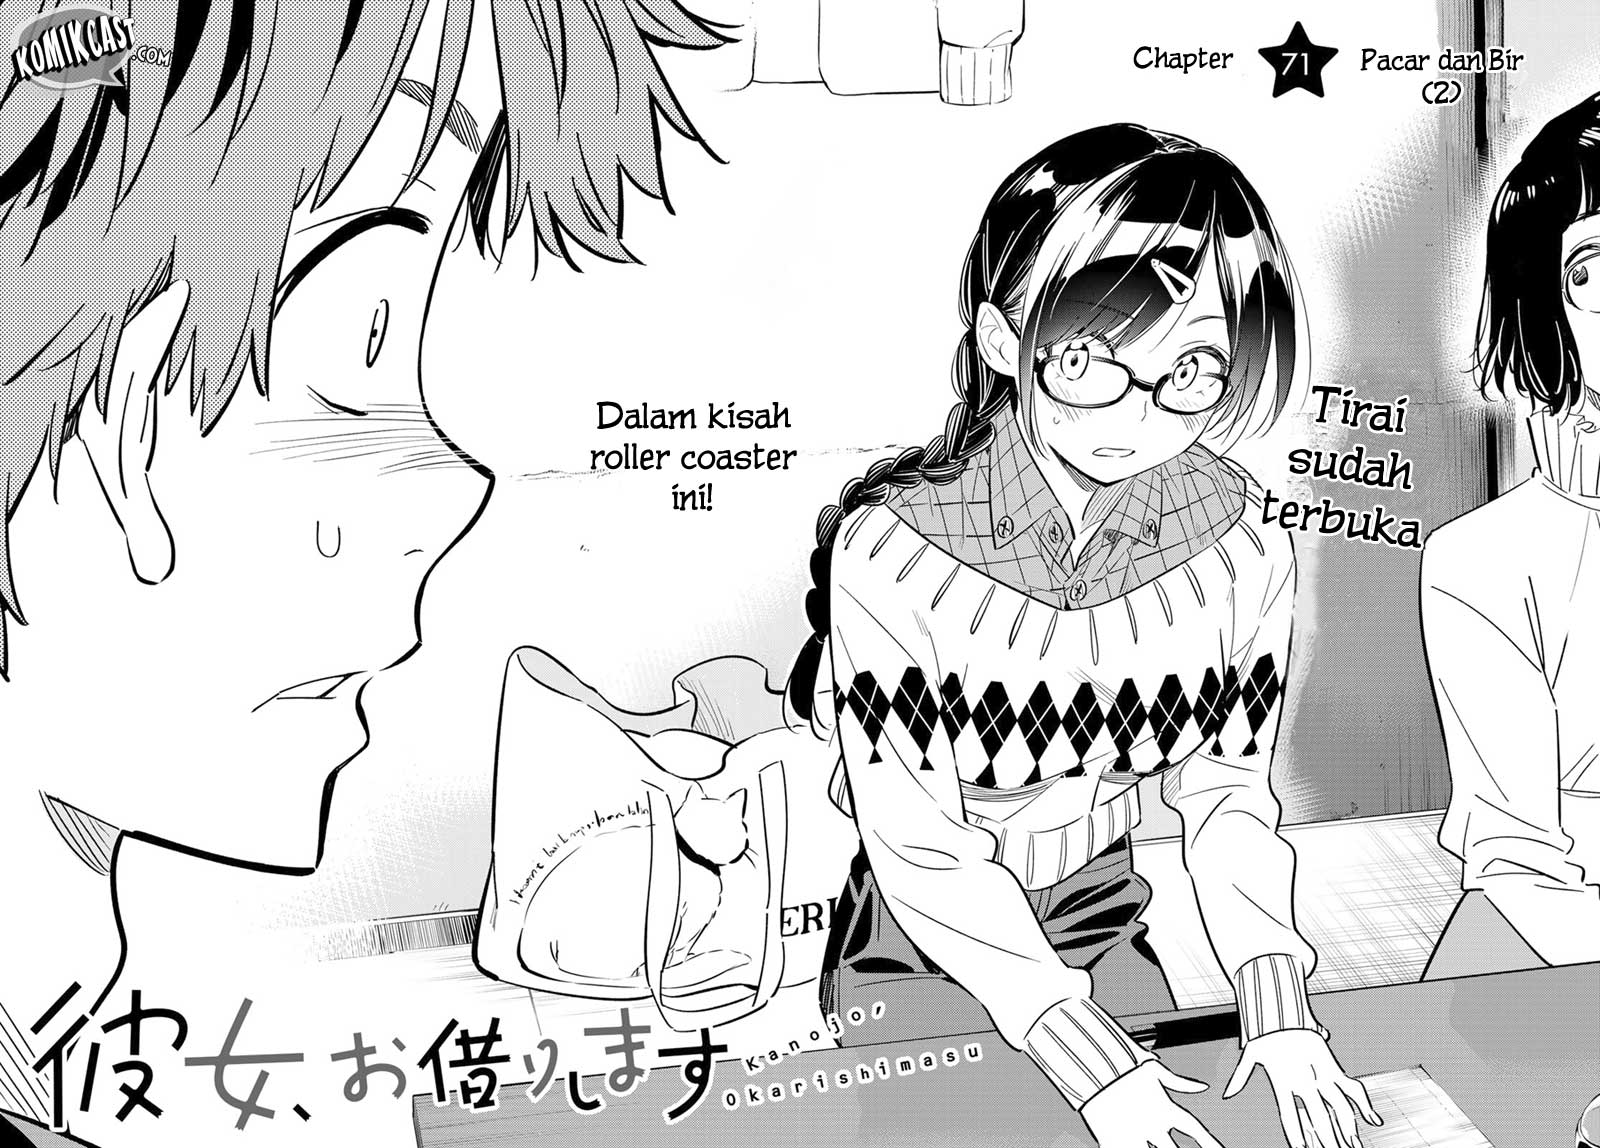 KOMIKCAST
.COM
Chapter 71 Pacar dan Bir
(2)
Dalam kisah
roller coaster
ini!
Tirai
sudah
terbuka
ERI
彼女、お借りします
Kanojo,
Okarishimasu